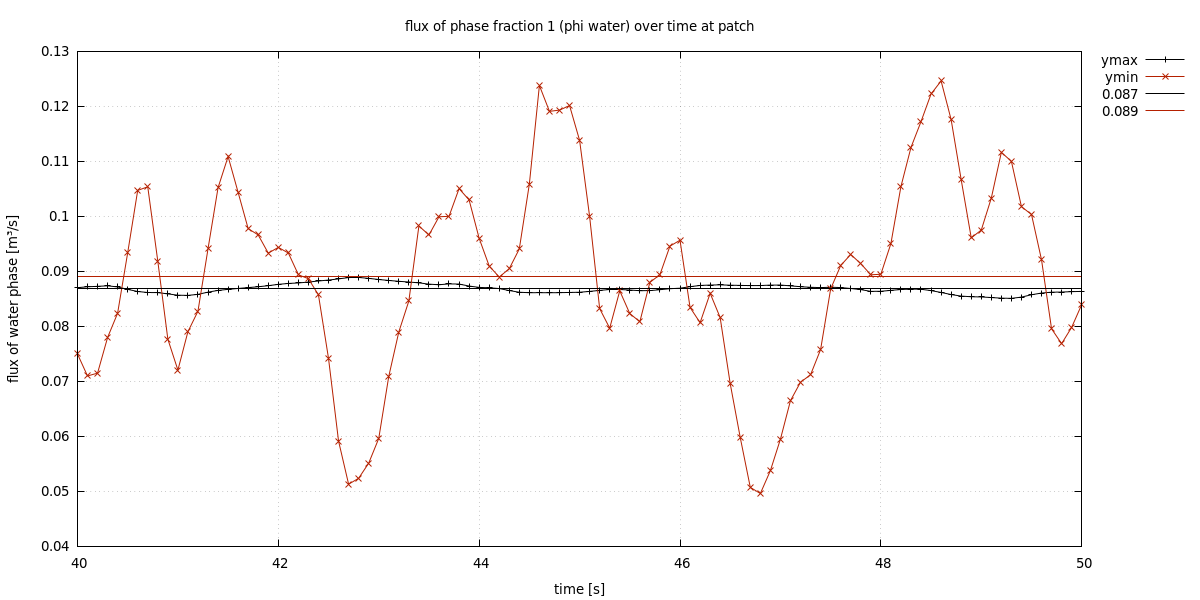 flux of phase fraction 1 (phi water) over time at patch
ymax
ymin
0.087
0.089
0.13
0.12
0.11
0.1
0.09
0.08
0.07
0.06
0.05
0.04
flux of water phase [m³/s]
40 42 44 46 48 50
time [s]